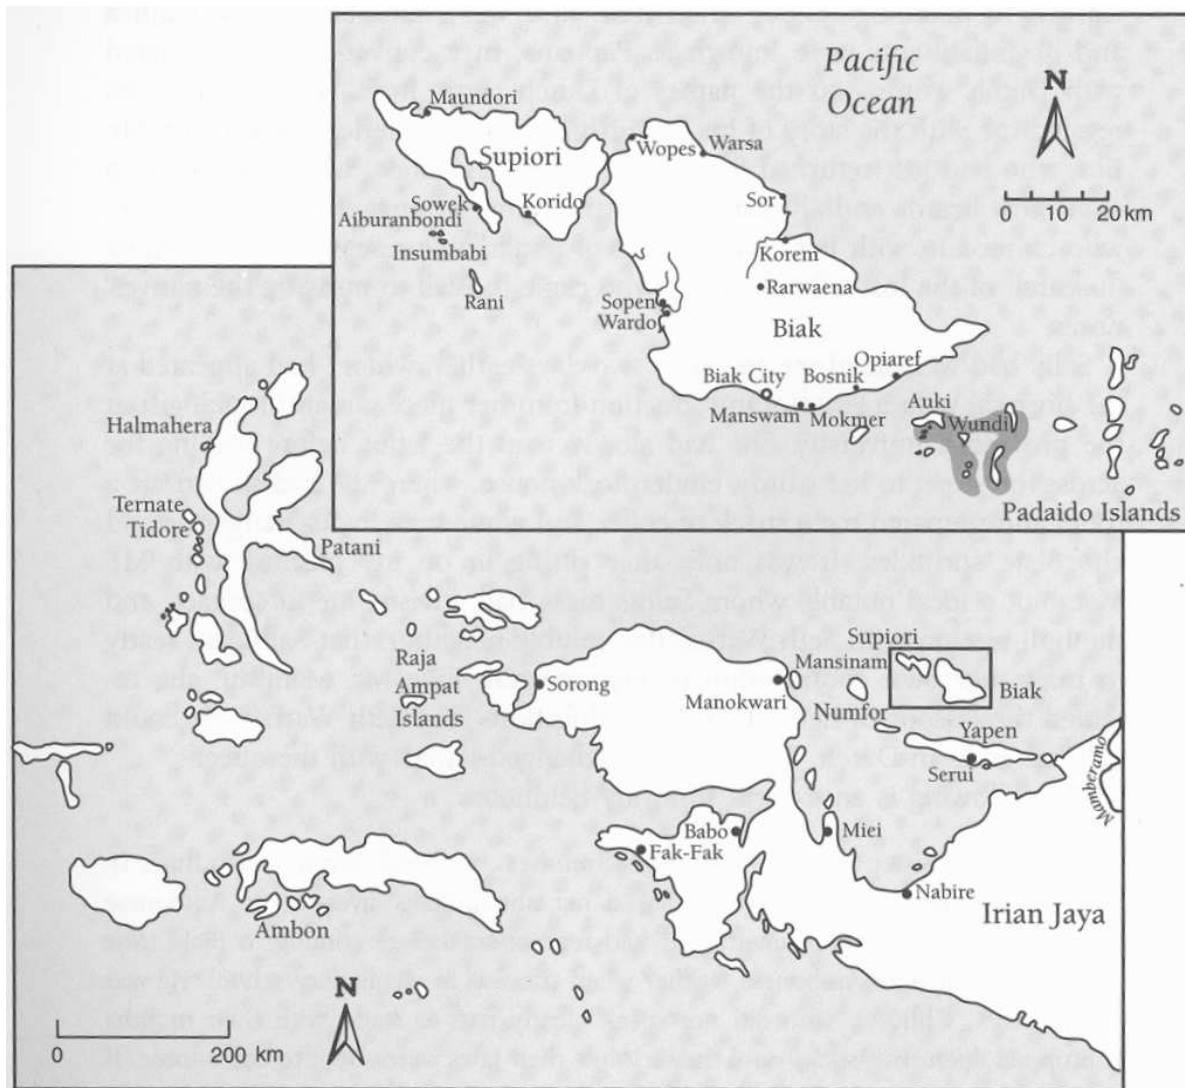 Pacific
Ocean
N
0 10 20km
Maundori
Supiori
Wopes
Warsa
Sowek
Korido
Sor
Aiburanbondi
Insumbabi
Korem
Rani
Rarwaena
Sopen
Wardo
Biak
Opiaref
Biak City
Bosnik
Manswam
Mokmer
Auki
Wundi
Padaido Islands
Halmahera
Ternate
Tidore
Patani
Raja
Ampat
Islands
Sorong
Manokwari
Mansinam
Supiori
Numfor
Biak
Yapen
Serui
Mamberamo
Babo
Fak-Fak
Miei
Nabire
Irian Jaya
Ambon
N
0 200 km